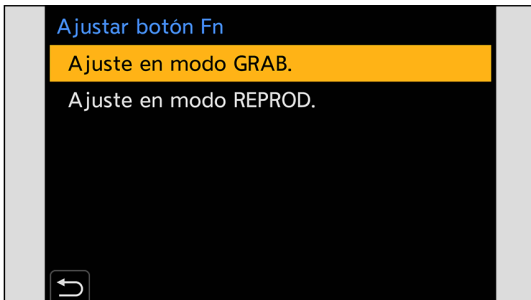 Ajustar botón Fn
Ajuste en modo GRAB.
Ajuste en modo REPROD.